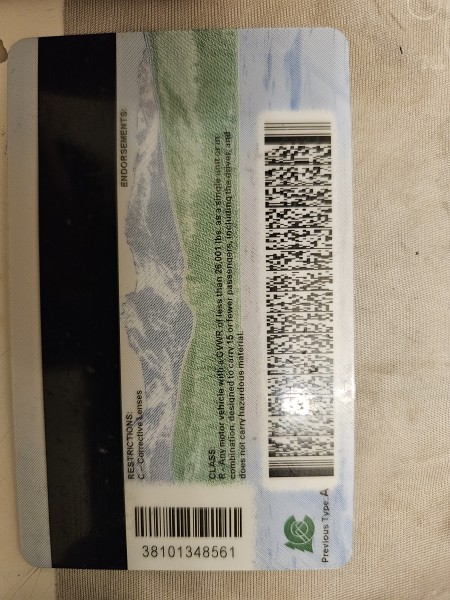 ENDORSEMENTS:
RESTRICTIONS:
C - Corrective Lenses
CLASS:
R - Any motor vehicle with a GVWR of less than 26,001 lbs. as a single unit or in
combination, designed to carry 15 or fewer passengers, including the driver, and
does not carry hazardous material.
38101348561
Previous Type: A